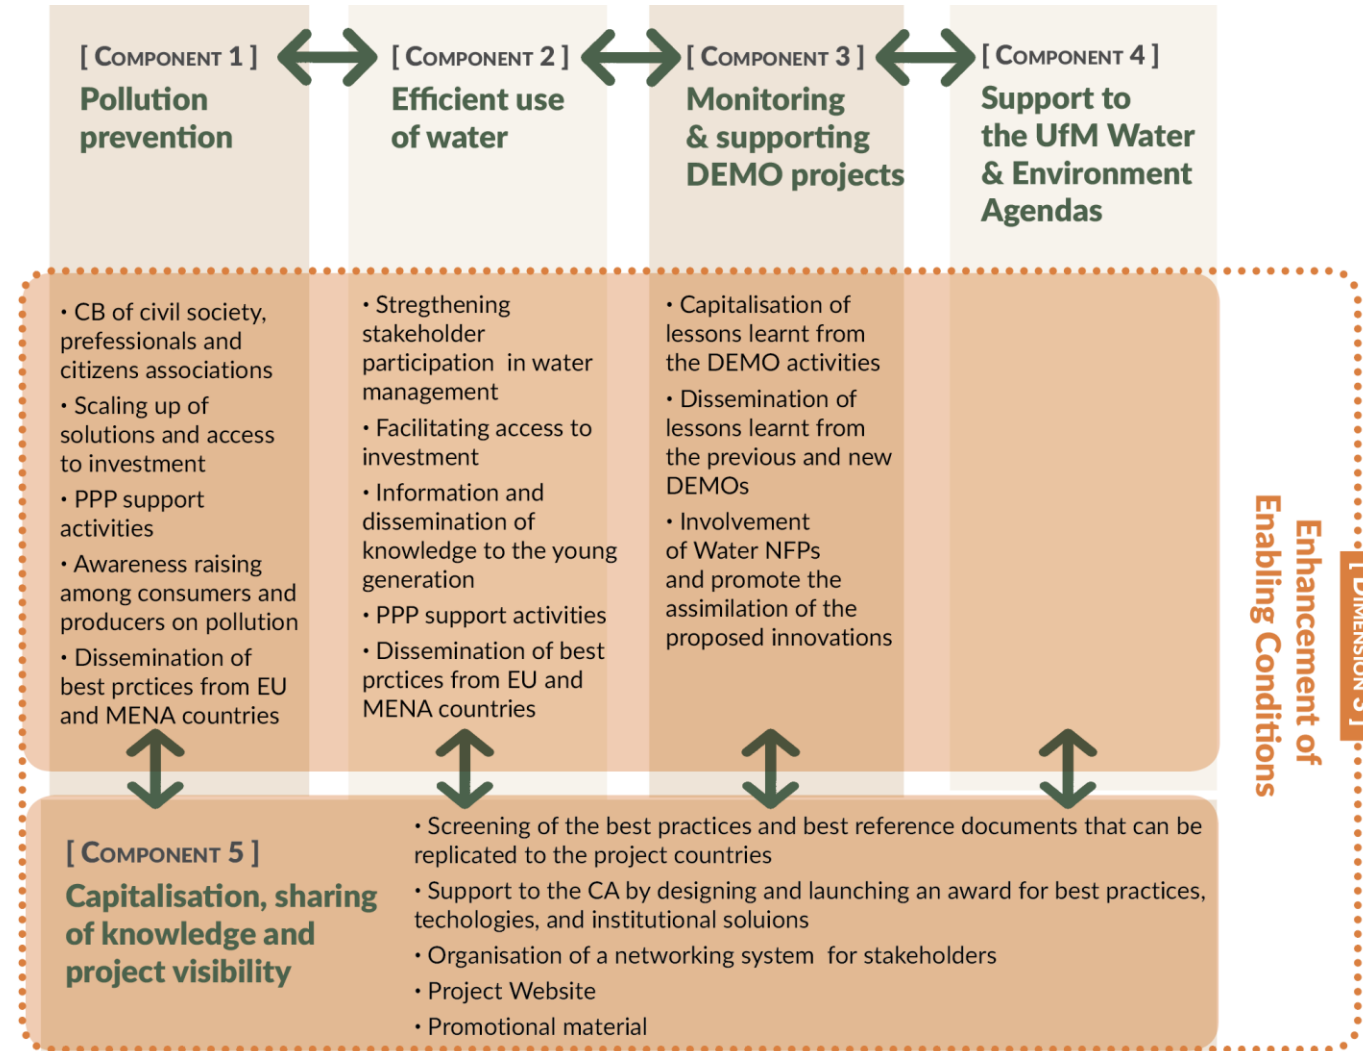 [ COMPONENT 1 ]
Pollution
prevention
[ COMPONENT 2 ]
Efficient use
of water
[ COMPONENT 3 ]
Monitoring
& supporting
DEMO projects
[ COMPONENT 4 ]
Support to
the UfM Water
& Environment
Agendas
· CB of civil society,
prefessionals and
citizens associations
· Scaling up of
solutions and access
to investment
· PPP support
activities
· Awareness raising
among consumers and
producers on pollution
· Dissemination of
best prctices from EU
and MENA countries
· Stregthening
stakeholder
participation in water
management
· Facilitating access to
investment
· Information and
dissemination of
knowledge to the young
generation
· PPP support activities
· Dissemination of best
prctices from EU and
MENA countries
· Capitalisation of
lessons learnt from
the DEMO activities
· Dissemination of
lessons learnt from
the previous and new
DEMOs
· Involvement
of Water NFPs
and promote the
assimilation of the
proposed innovations
[ DIMENSION 3 ]
Enhancement of
Enabling Conditions
[ COMPONENT 5 ]
Capitalisation, sharing
of knowledge and
project visibility
· Screening of the best practices and best reference documents that can be
replicated to the project countries
· Support to the CA by designing and launching an award for best practices,
techologies, and institutional soluions
· Organisation of a networking system for stakeholders
· Project Website
· Promotional material